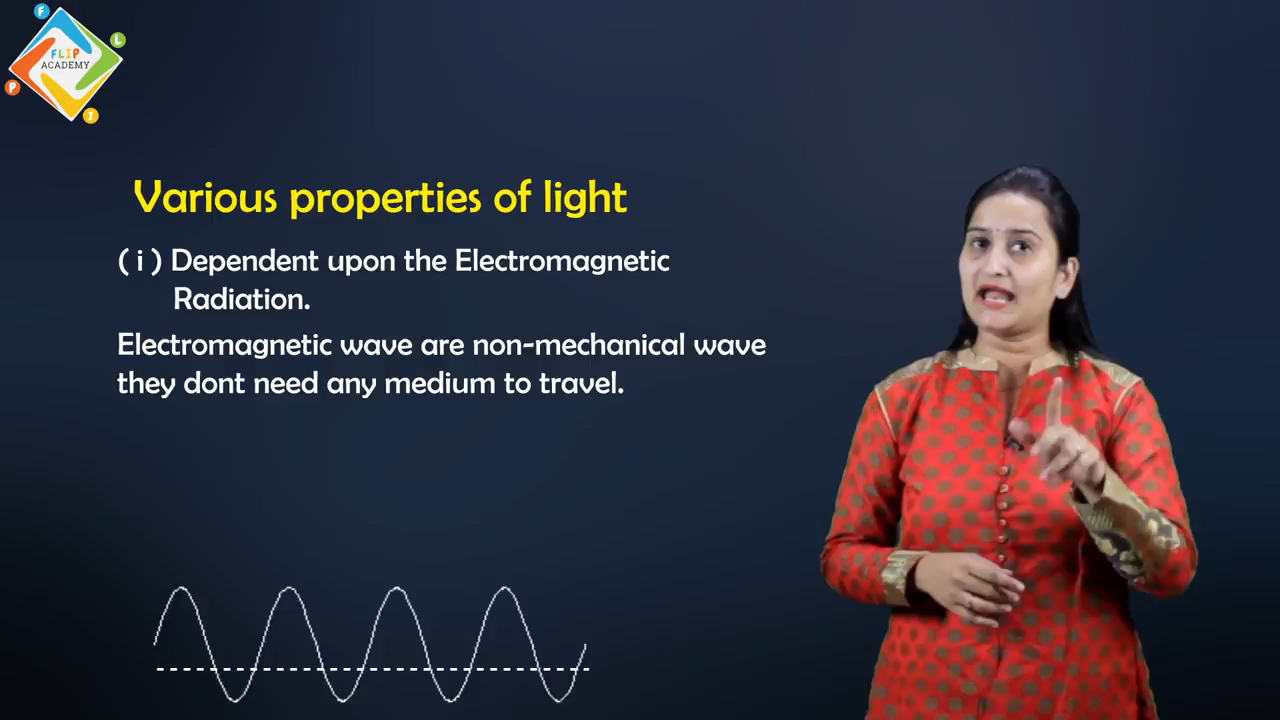 F
L
FLIP
ACADEMY
P
I
Various properties of light
( i ) Dependent upon the Electromagnetic
Radiation.
Electromagnetic wave are non-mechanical wave
they dont need any medium to travel.